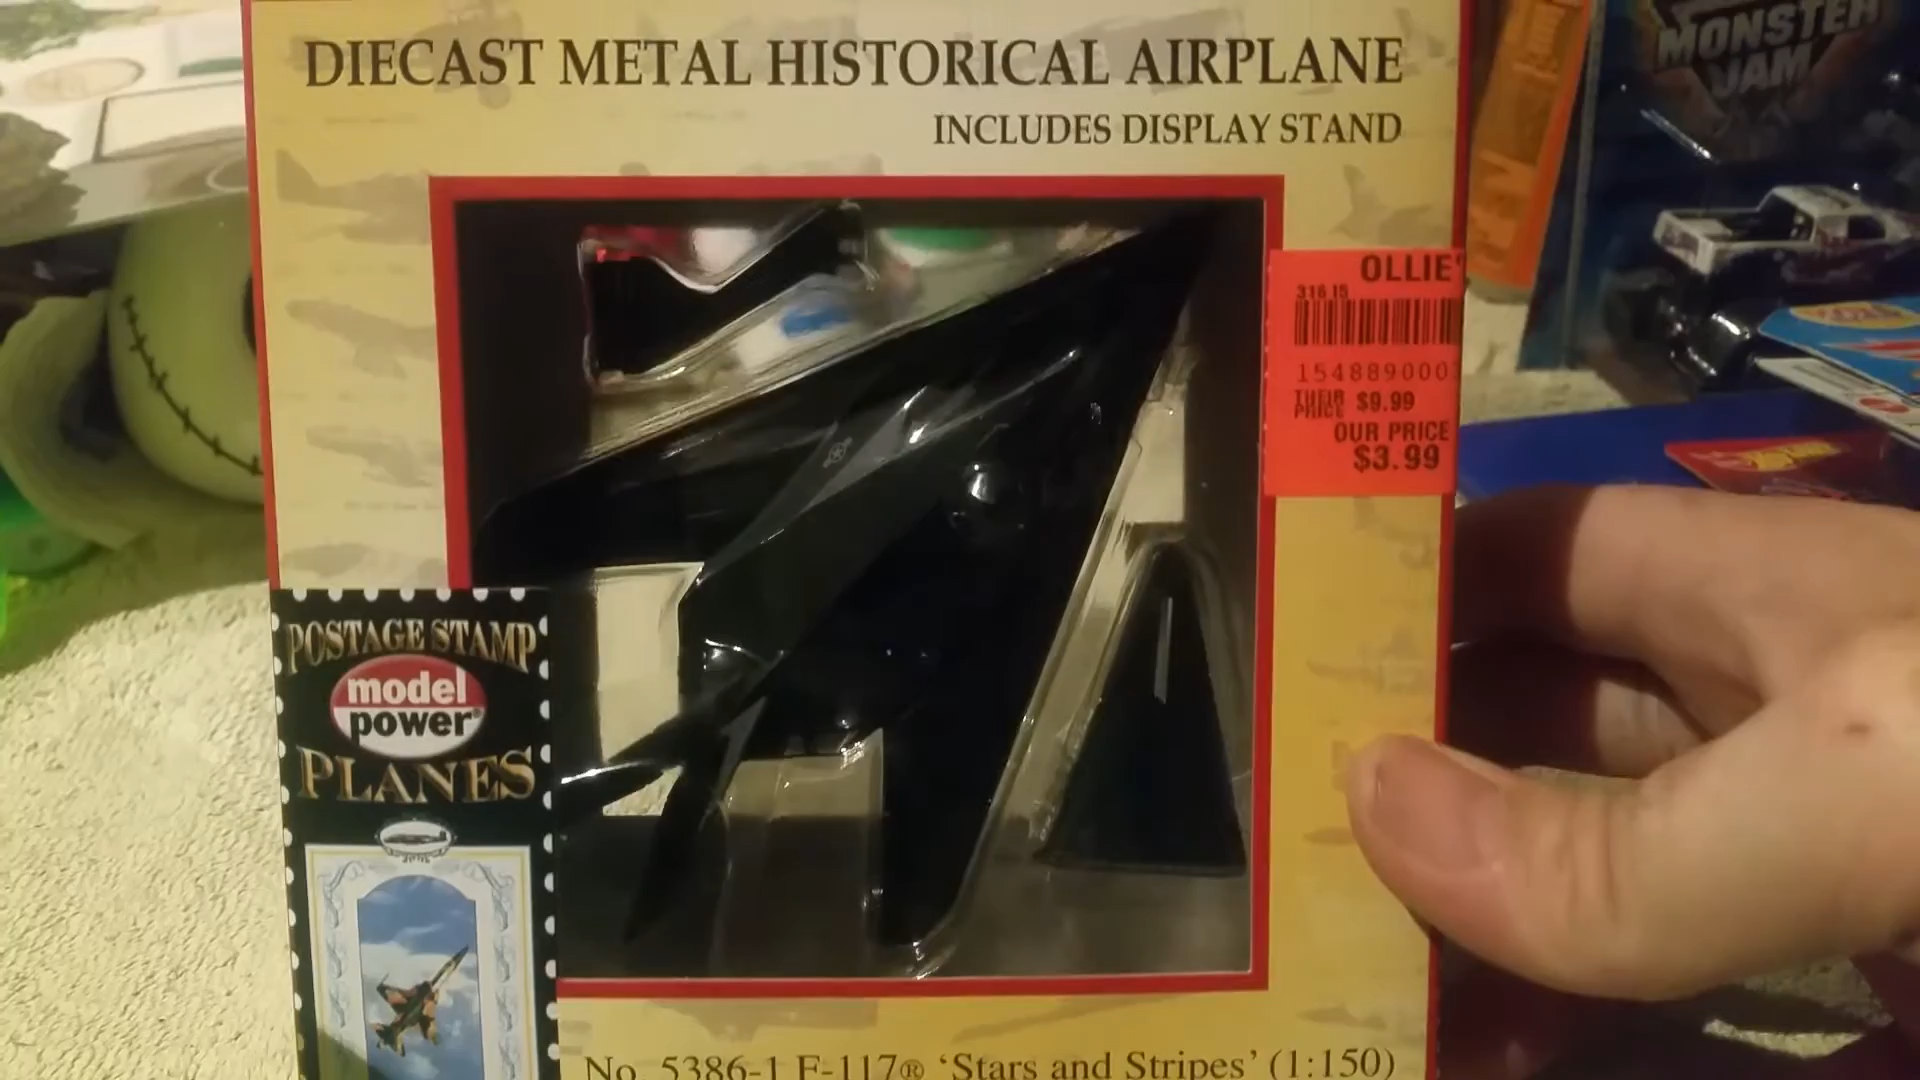 DIECAST METAL HISTORICAL AIRPLANE
INCLUDES DISPLAY STAND
MONSTER
JAM
OLLIE'
316 15
154889000
THEIR
PRICE $9.99
OUR PRICE
$3.99
POSTAGE STAMP
model
power®
PLANES
No. 5386-1 F-117® 'Stars and Stripes' (1:150)